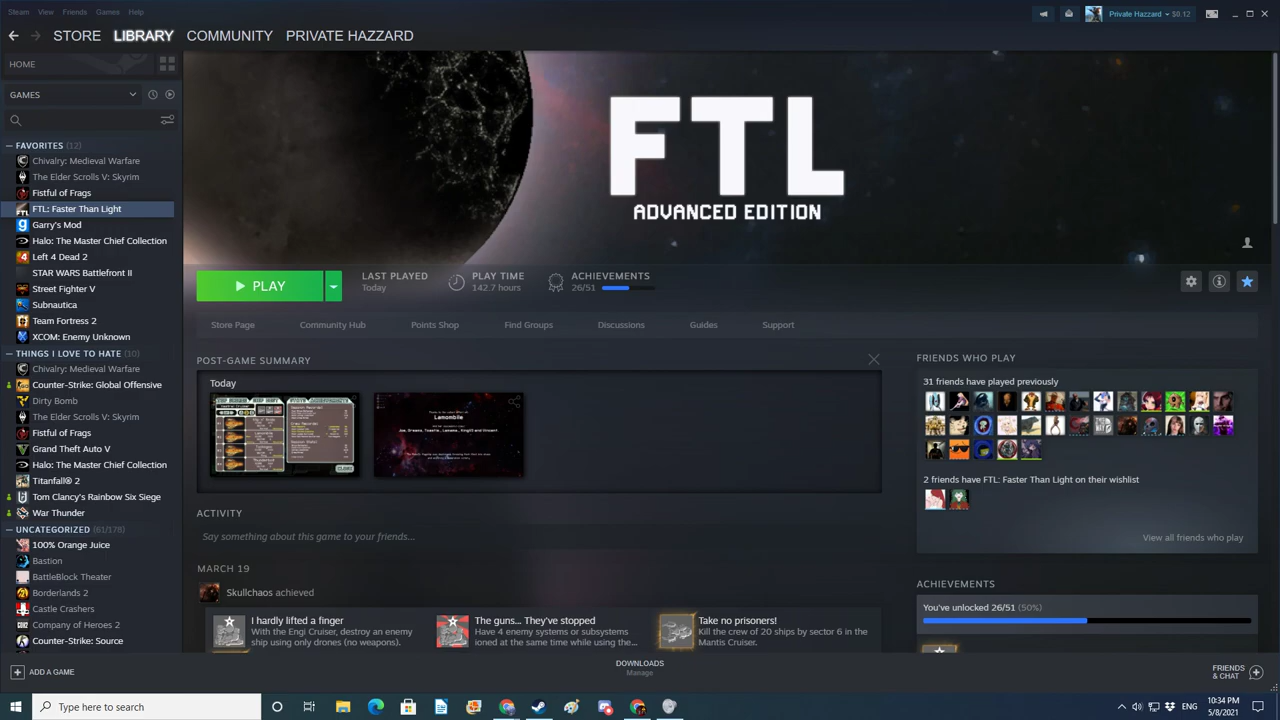 Steam View Friends Games Help
Private Hazzard $0.12
STORE LIBRARY COMMUNITY PRIVATE HAZZARD
HOME
GAMES
FAVORITES (12)
Chivalry: Medieval Warfare
The Elder Scrolls V: Skyrim
Fistful of Frags
FTL: Faster Than Light
Garry's Mod
Halo: The Master Chief Collection
Left 4 Dead 2
STAR WARS Battlefront II
Street Fighter V
Subnautica
Team Fortress 2
XCOM: Enemy Unknown
THINGS I LOVE TO HATE (10)
Chivalry: Medieval Warfare
Counter-Strike: Global Offensive
Dirty Bomb
The Elder Scrolls V: Skyrim
Fistful of Frags
Grand Theft Auto V
Halo: The Master Chief Collection
Titanfall® 2
Tom Clancy's Rainbow Six Siege
War Thunder
UNCATEGORIZED (61/178)
100% Orange Juice
Bastion
BattleBlock Theater
Borderlands 2
Castle Crashers
Company of Heroes 2
Counter-Strike: Source
FTL
ADVANCED EDITION
PLAY
LAST PLAYED
Today
PLAY TIME
142.7 hours
ACHIEVEMENTS
26/51
Store Page Community Hub Points Shop Find Groups Discussions Guides Support
POST-GAME SUMMARY
Today
Lamombile
CLOSE
ACTIVITY
Say something about this game to your friends...
MARCH 19
Skullchaos achieved
I hardly lifted a finger
With the Engi Cruiser, destroy an enemy
ship using only drones (no weapons).
The guns... They've stopped
Have 4 enemy systems or subsystems
ioned at the same time while using the...
Take no prisoners!
Kill the crew of 20 ships by sector 6 in the
Mantis Cruiser.
FRIENDS WHO PLAY
31 friends have played previously
2 friends have FTL: Faster Than Light on their wishlist
View all friends who play
ACHIEVEMENTS
You've unlocked 26/51 (50%)
ADD A GAME
DOWNLOADS
Manage
FRIENDS
& CHAT
Type here to search
ENG
10:34 PM
5/8/2021